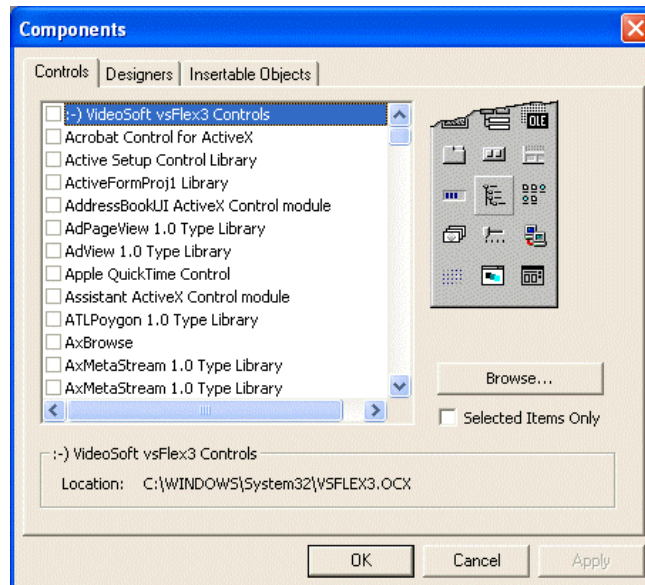 Components
Controls Designers Insertable Objects
:-) VideoSoft vsFlex3 Controls
Acrobat Control for ActiveX
Active Setup Control Library
ActiveFormProj1 Library
AddressBookUI ActiveX Control module
AdPageView 1.0 Type Library
AdView 1.0 Type Library
Apple QuickTime Control
Assistant ActiveX Control module
ATLPoygon 1.0 Type Library
AxBrowse
AxMetaStream 1.0 Type Library
AxMetaStream 1.0 Type Library
OLE
Browse...
Selected Items Only
:-) VideoSoft vsFlex3 Controls
Location: C:\WINDOWS\System32\VSFLEX3.OCX
OK Cancel Apply